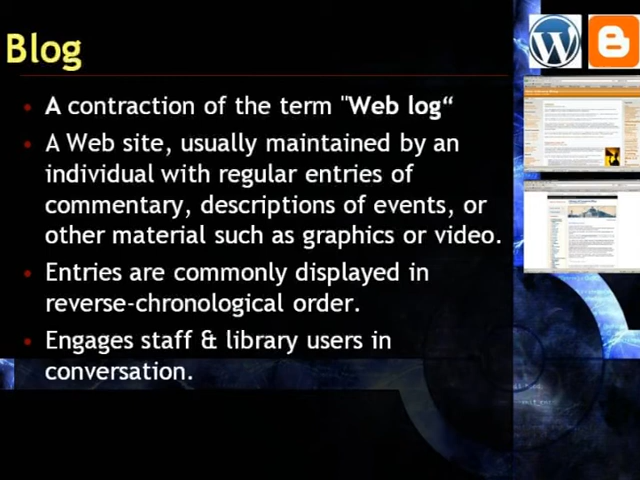 Blog
• A contraction of the term "Web log“
• A Web site, usually maintained by an
individual with regular entries of
commentary, descriptions of events, or
other material such as graphics or video.
• Entries are commonly displayed in
reverse-chronological order.
• Engages staff & library users in
conversation.